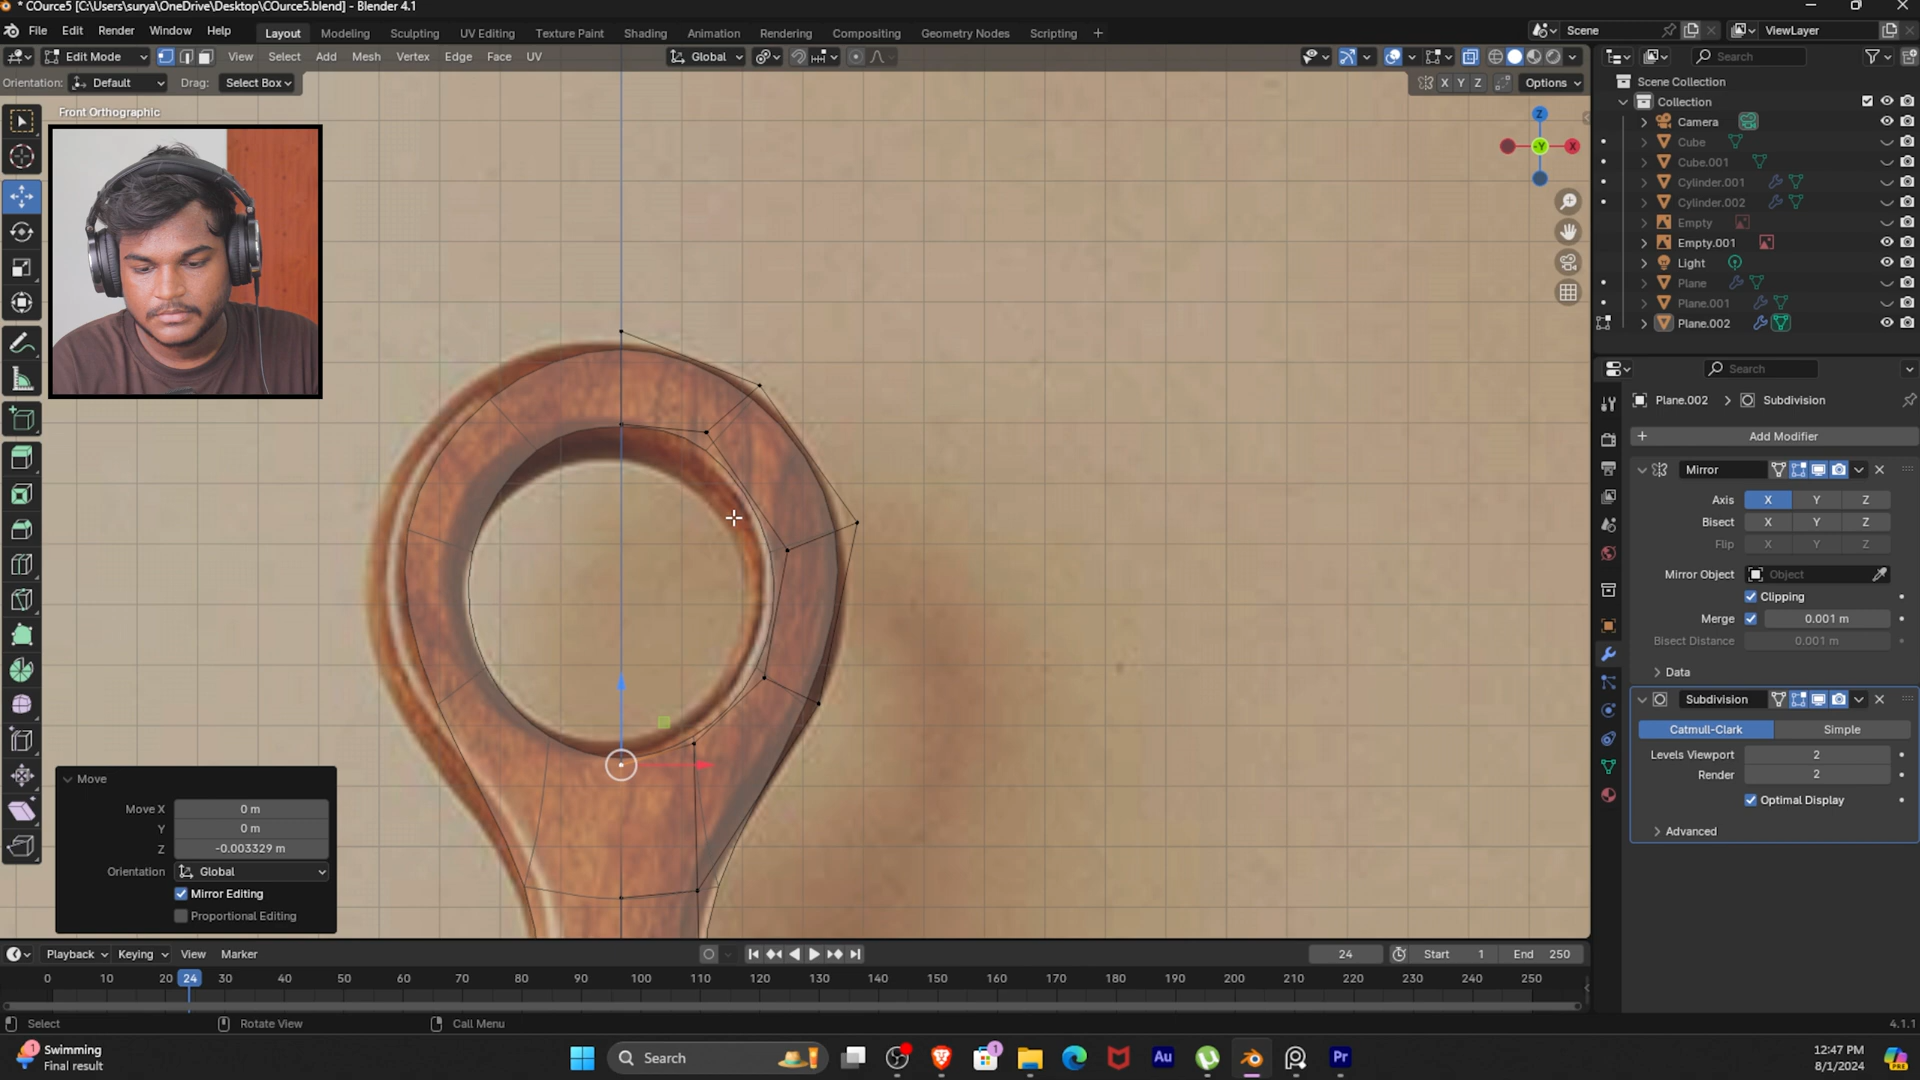 * COurce5 [C:\Users\surya\OneDrive\Desktop\COurce5.blend] - Blender 4.1
File Edit Render Window Help Layout Modeling Sculpting UV Editing Texture Paint Shading Animation Rendering Compositing Geometry Nodes Scripting + Scene ViewLayer
Edit Mode View Select Add Mesh Vertex Edge Face UV Global Search
Orientation: Default Drag: Select Box X Y Z Options
Front Orthographic
Z
-Y X
Scene Collection
Collection
Camera
Cube
Cube.001
Cylinder.001
Cylinder.002
Empty
Empty.001
Light
Plane
Plane.001
Plane.002
Search
Plane.002 > Subdivision
+ Add Modifier
Mirror
Axis X Y Z
Bisect X Y Z
Flip X Y Z
Mirror Object Object
Clipping
Merge 0.001 m
Bisect Distance 0.001 m
Data
Subdivision
Catmull-Clark Simple
Levels Viewport 2
Render 2
Optimal Display
Advanced
Move
Move X 0 m
Y 0 m
Z -0.003329 m
Orientation Global
Mirror Editing
Proportional Editing
Playback Keying View Marker 24 Start 1 End 250
0 10 20 24 30 40 50 60 70 80 90 100 110 120 130 140 150 160 170 180 190 200 210 220 230 240 250
Select Rotate View Call Menu 4.1.1
1 Swimming
Final result
Search
1
Au
Pr
12:47 PM
8/1/2024
PRE